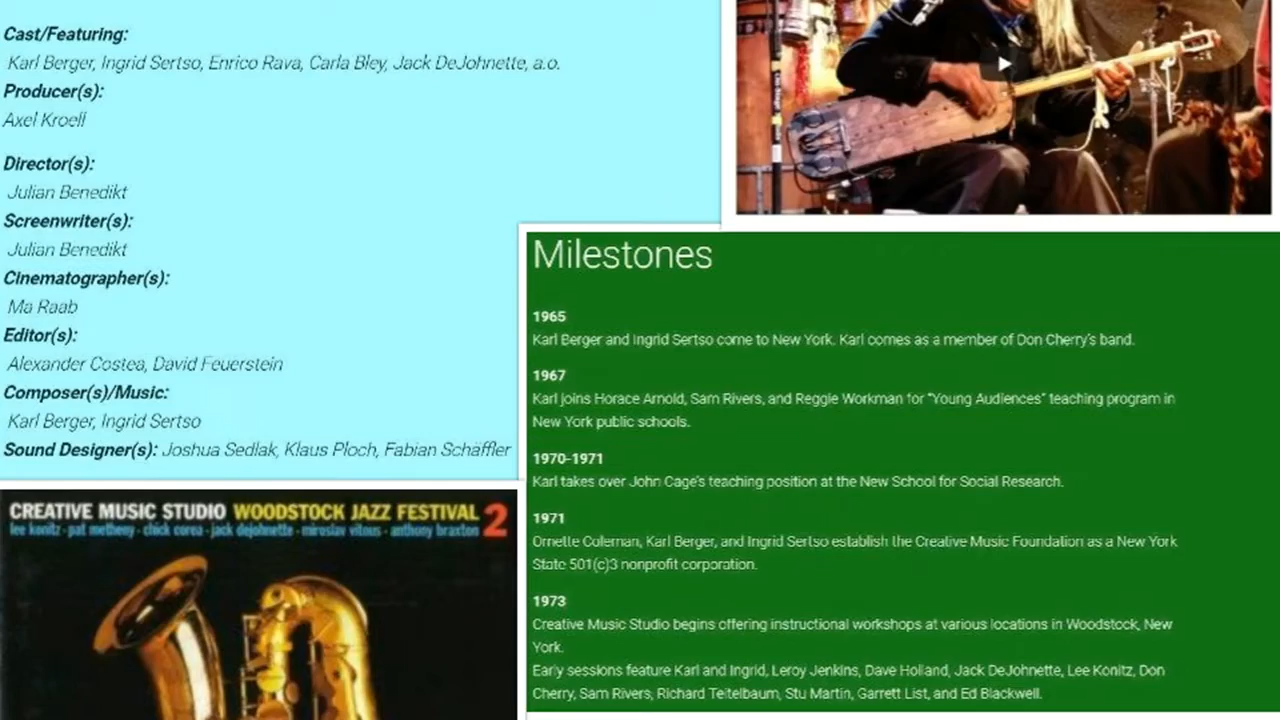 Cast/Featuring:
Karl Berger, Ingrid Sertso, Enrico Rava, Carla Bley, Jack DeJohnette, a.o.
Producer(s):
Axel Kroell
Director(s):
Julian Benedikt
Screenwriter(s):
Julian Benedikt
Cinematographer(s):
Ma Raab
Editor(s):
Alexander Costea, David Feuerstein
Composer(s)/Music:
Karl Berger, Ingrid Sertso
Sound Designer(s): Joshua Sedlak, Klaus Ploch, Fabian Schäffler
CREATIVE MUSIC STUDIO WOODSTOCK JAZZ FESTIVAL 2
lee konitz · pat metheny · chick corea · jack dejohnette · miroslav vitous · anthony braxton
Milestones
1965
Karl Berger and Ingrid Sertso come to New York. Karl comes as a member of Don Cherry's band.
1967
Karl joins Horace Arnold, Sam Rivers, and Reggie Workman for "Young Audiences" teaching program in
New York public schools.
1970-1971
Karl takes over John Cage's teaching position at the New School for Social Research.
1971
Ornette Coleman, Karl Berger, and Ingrid Sertso establish the Creative Music Foundation as a New York
State 501(c)3 nonprofit corporation.
1973
Creative Music Studio begins offering instructional workshops at various locations in Woodstock, New
York.
Early sessions feature Karl and Ingrid, Leroy Jenkins, Dave Holland, Jack DeJohnette, Lee Konitz, Don
Cherry, Sam Rivers, Richard Teitelbaum, Stu Martin, Garrett List, and Ed Blackwell.